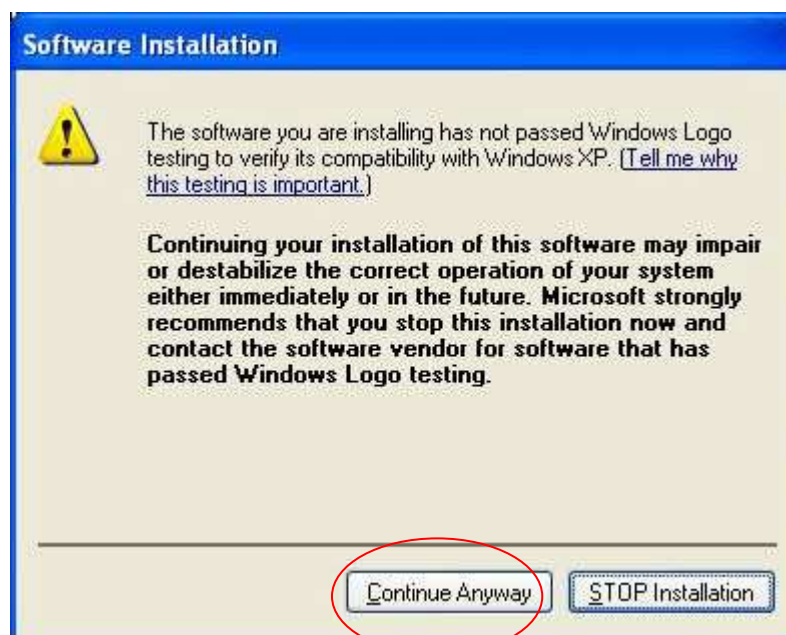 Software Installation
The software you are installing has not passed Windows Logo
testing to verify its compatibility with Windows XP. (Tell me why
this testing is important.)
Continuing your installation of this software may impair
or destabilize the correct operation of your system
either immediately or in the future. Microsoft strongly
recommends that you stop this installation now and
contact the software vendor for software that has
passed Windows Logo testing.
Continue Anyway
STOP Installation